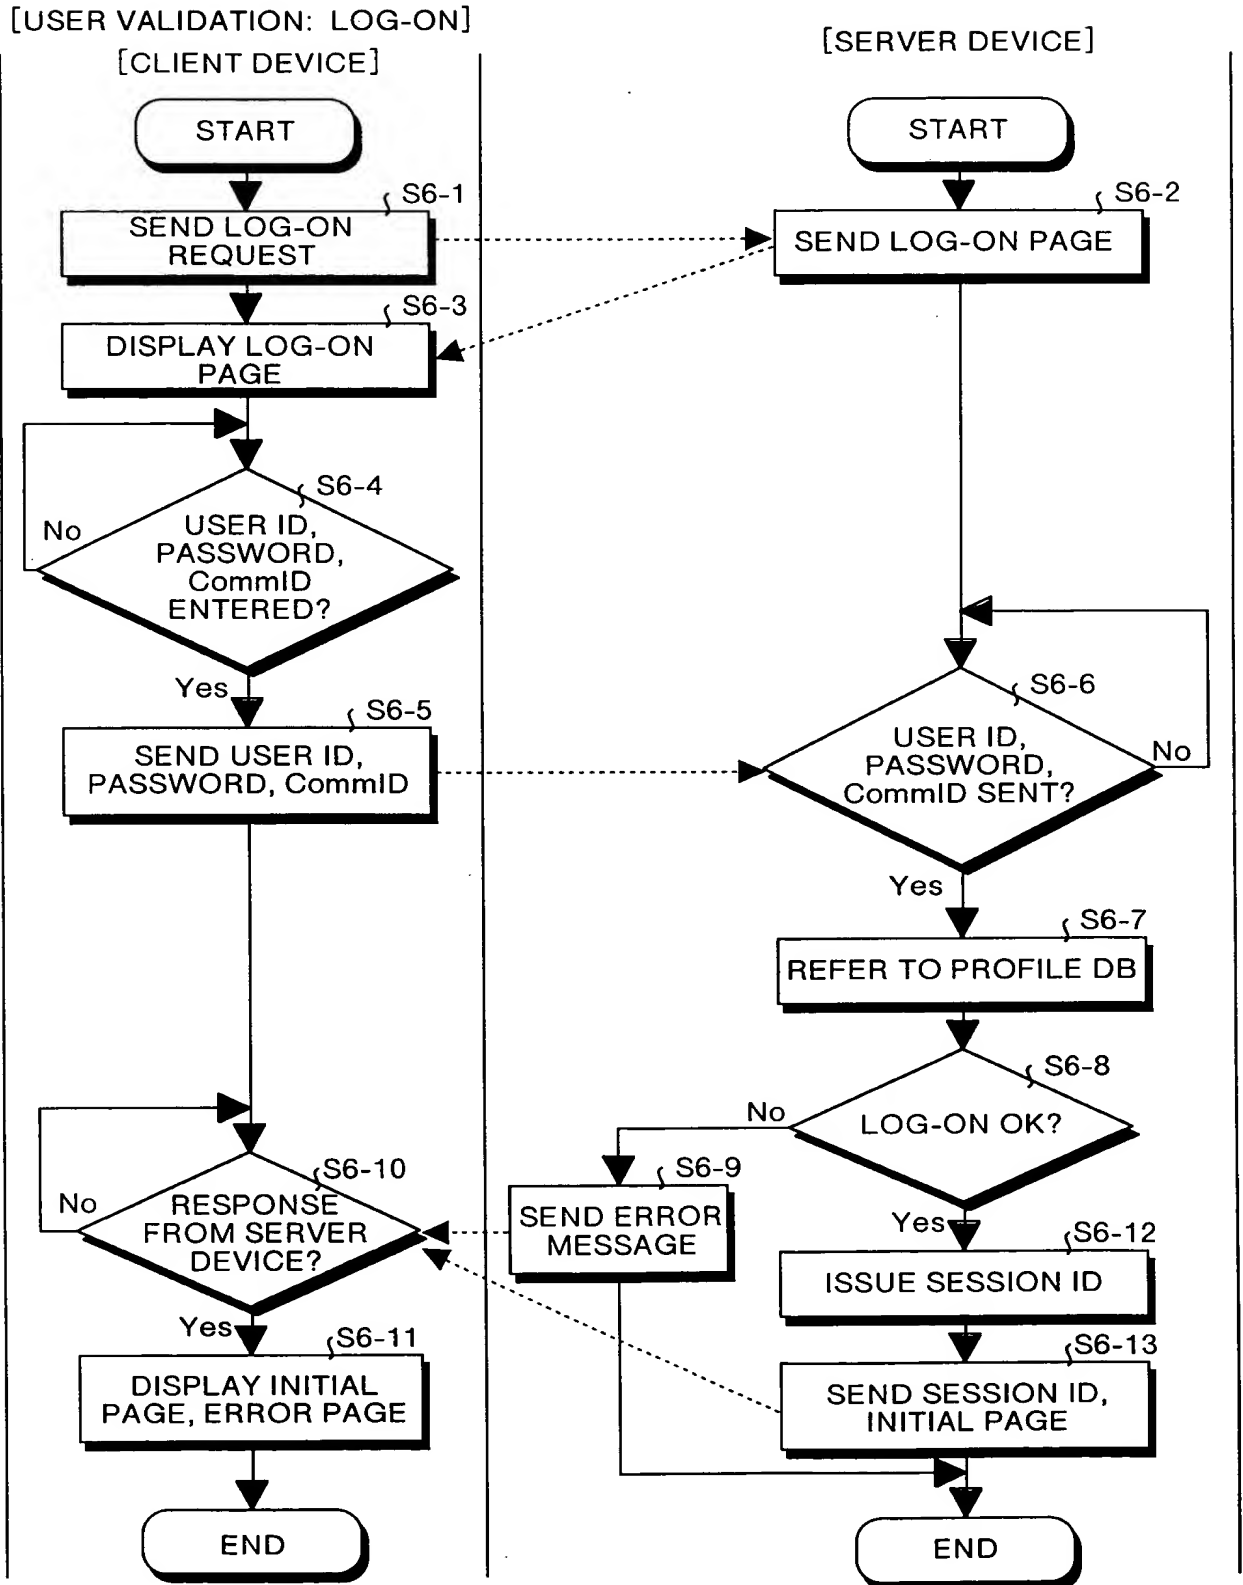 [USER VALIDATION: LOG-ON]
[CLIENT DEVICE]
START
S6-1
SEND LOG-ON
REQUEST
S6-3
DISPLAY LOG-ON
PAGE
S6-4
No
USER ID,
PASSWORD,
CommID
ENTERED?
Yes
S6-5
SEND USER ID,
PASSWORD, CommID
S6-10
No
RESPONSE
FROM SERVER
DEVICE?
Yes
S6-11
DISPLAY INITIAL
PAGE, ERROR PAGE
END
[SERVER DEVICE]
START
S6-2
SEND LOG-ON PAGE
S6-6
USER ID,
PASSWORD,
CommID SENT?
No
Yes
S6-7
REFER TO PROFILE DB
S6-8
No
LOG-ON OK?
S6-9
SEND ERROR
MESSAGE
Yes
S6-12
ISSUE SESSION ID
S6-13
SEND SESSION ID,
INITIAL PAGE
END